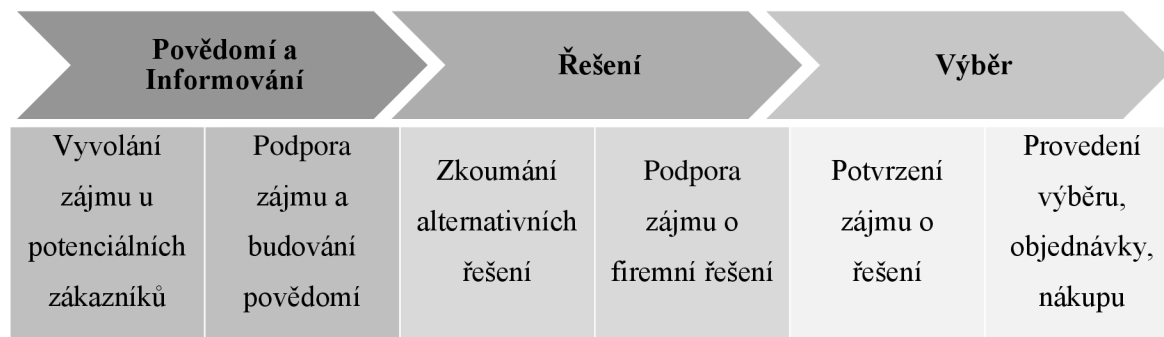 Povědomí a
Informování
Řešení
Výběr
Vyvolání
zájmu u
potenciálních
zákazníků
Podpora
zájmu a
budování
povědomí
Zkoumání
alternativních
řešení
Podpora
zájmu o
firemní řešení
Potvrzení
zájmu o
řešení
Provedení
výběru,
objednávky,
nákupu